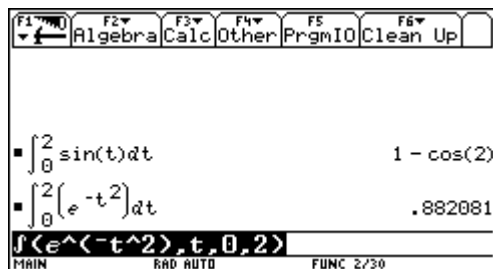 F1 F2 Algebra F3 Calc F4 Other F5 PrgmIO F6 Clean Up
∫₀² sin(t)dt 1 - cos(2)
∫₀² (e^(-t²))dt .882081
∫(e^(-t^2),t,0,2)
MAIN RAD AUTO FUNC 2/30